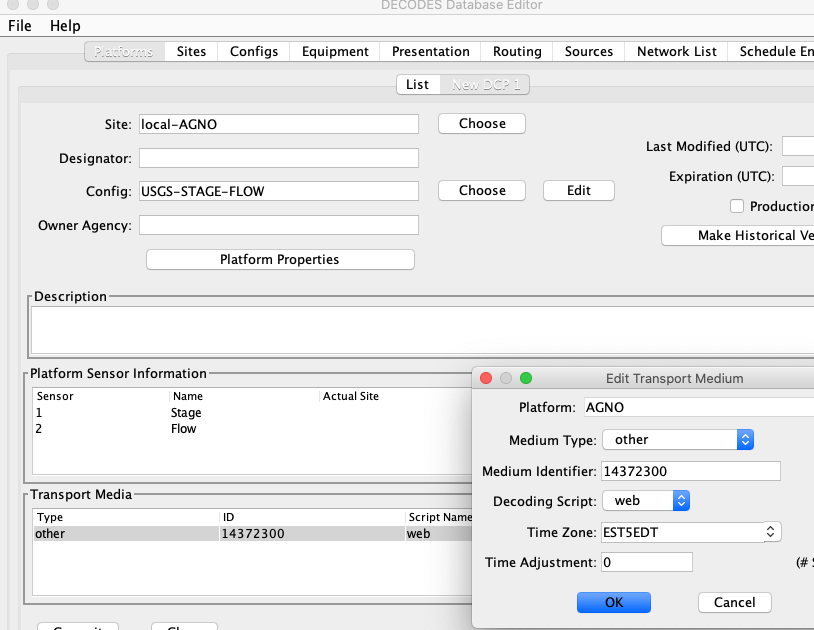 DECODES Database Editor
File Help
Platforms Sites Configs Equipment Presentation Routing Sources Network List Schedule En
List New DCP 1
Site: local-AGNO Choose
Last Modified (UTC):
Designator:
Expiration (UTC):
Config: USGS-STAGE-FLOW Choose Edit
Production
Owner Agency:
Make Historical Ve
Platform Properties
Description
Platform Sensor Information
Sensor Name Actual Site
1 Stage
2 Flow
Transport Media
Type ID Script Name
other 14372300 web
Edit Transport Medium
Platform: AGNO
Medium Type: other
Medium Identifier: 14372300
Decoding Script: web
Time Zone: EST5EDT
Time Adjustment: 0 (#
OK Cancel